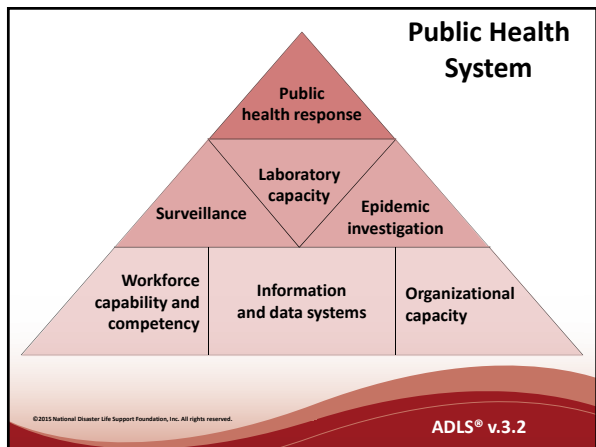 Public Health
System
Public
health response
Laboratory
capacity
Surveillance
Epidemic
investigation
Workforce
capability and
competency
Information
and data systems
Organizational
capacity
©2015 National Disaster Life Support Foundation, Inc. All rights reserved.
ADLS® v.3.2